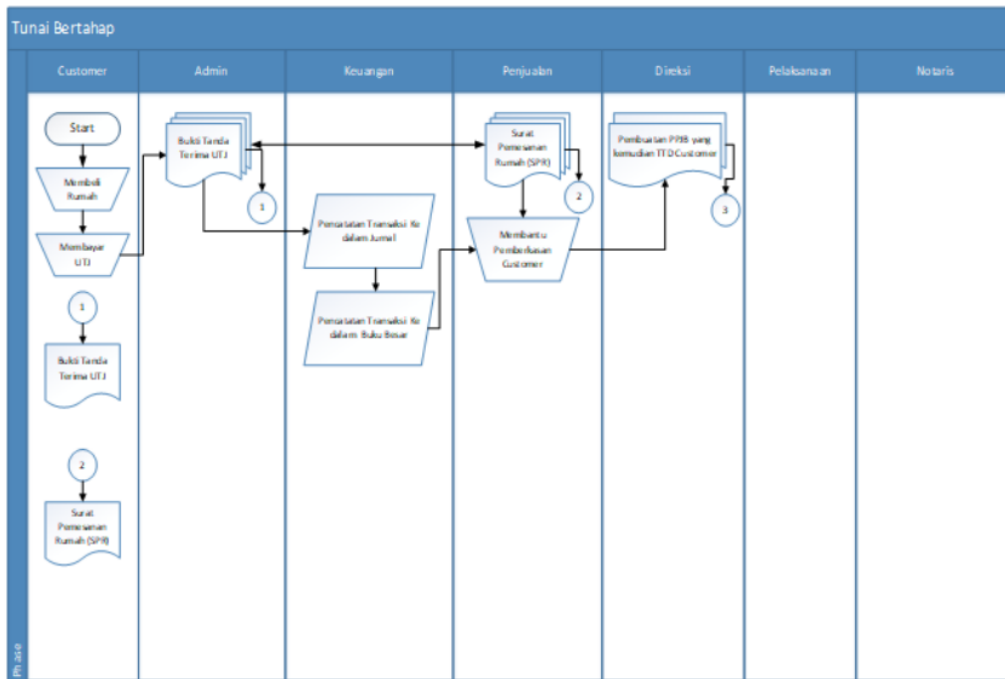 Tunai Bertahap
Customer
Admin
Keuangan
Penjualan
Direksi
Pelaksanaan
Notaris
Start
Membeli
Rumah
Membayar
UTJ
1
Bukti Tanda
Terima UTJ
2
Surat
Pemesanan
Rumah (SPR)
Bukti Tanda
Terima UTJ
1
Pencatatan Transaksi Ke
dalam Jurnal
Pencatatan Transaksi Ke
dalam Buku Besar
Surat
Pemesanan
Rumah (SPR)
2
Membantu
Pemberkasan
Customer
Pembuatan PPJB yang
kemudian TTD Customer
3
Phase